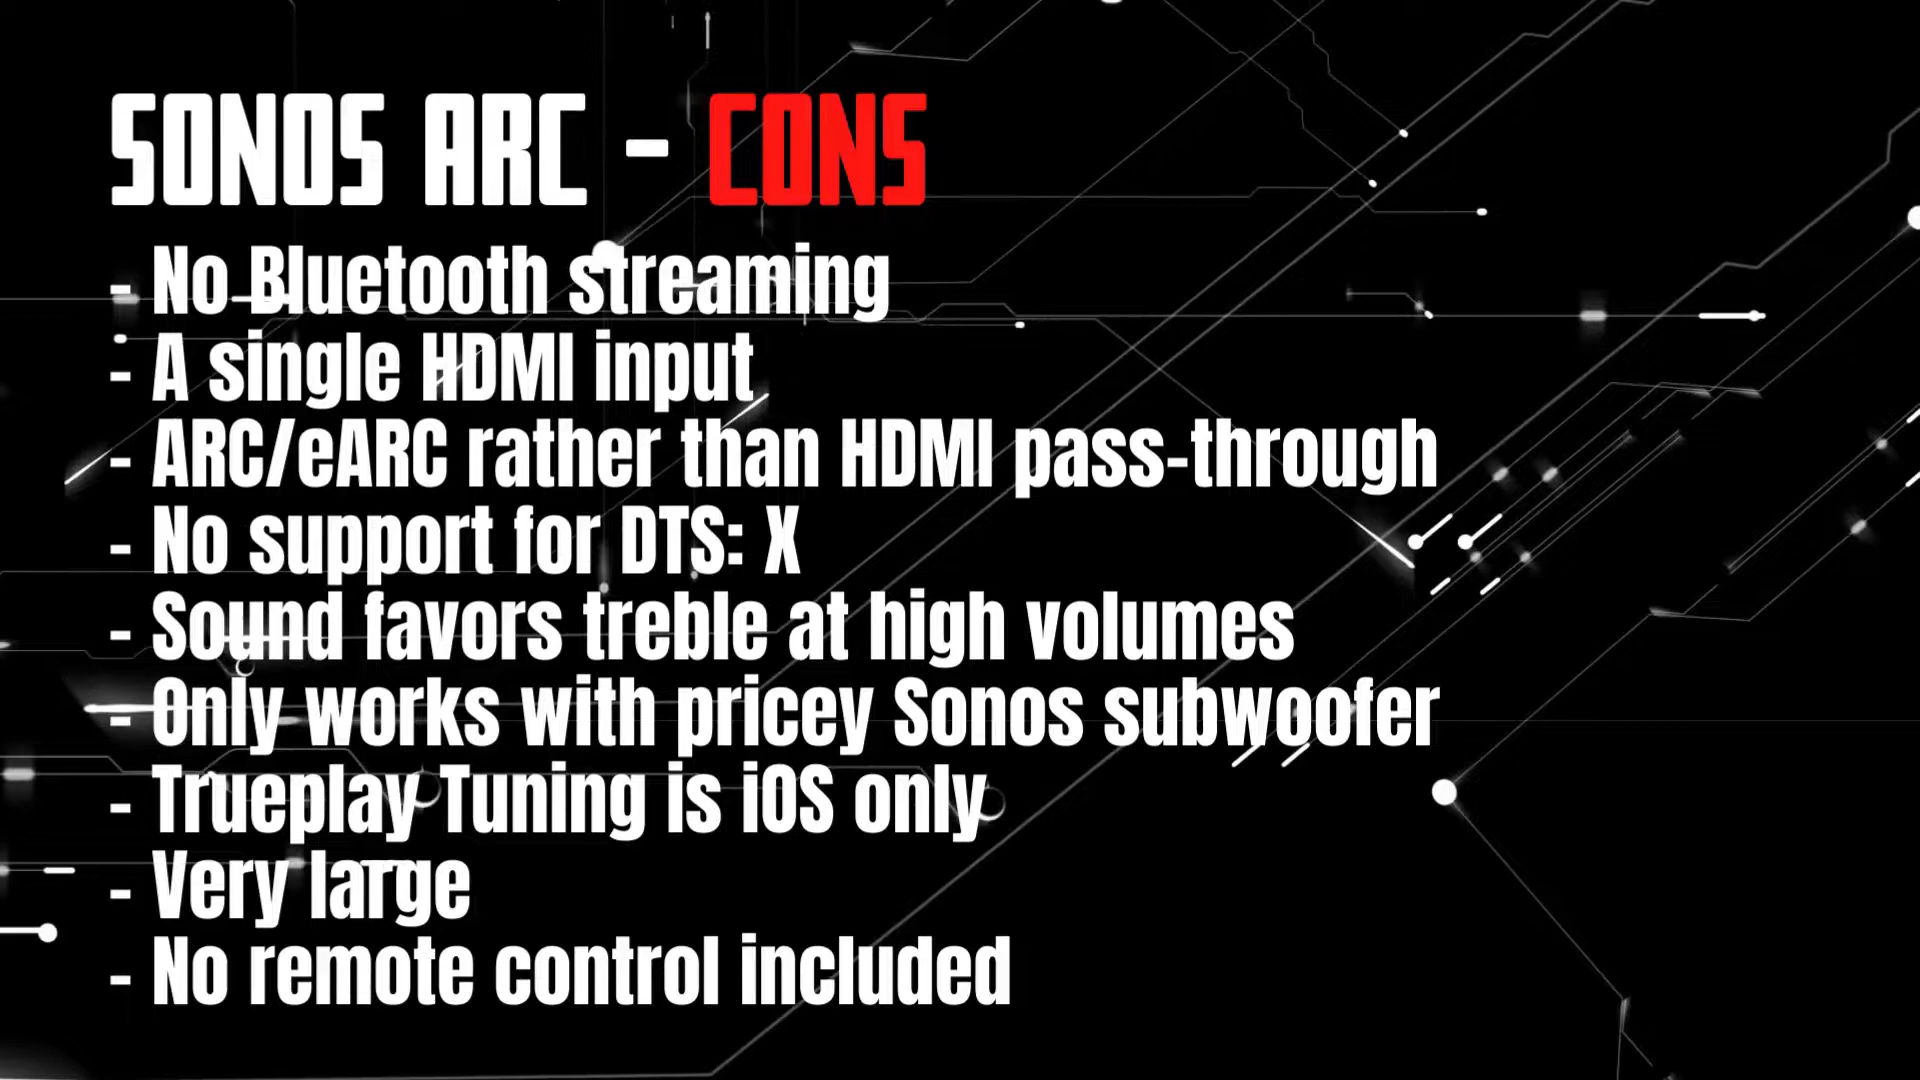 SONOS ARC - CONS
- No Bluetooth streaming
- A single HDMI input
- ARC/eARC rather than HDMI pass-through
- No support for DTS: X
- Sound favors treble at high volumes
- Only works with pricey Sonos subwoofer
- Trueplay Tuning is iOS only
- Very large
- No remote control included